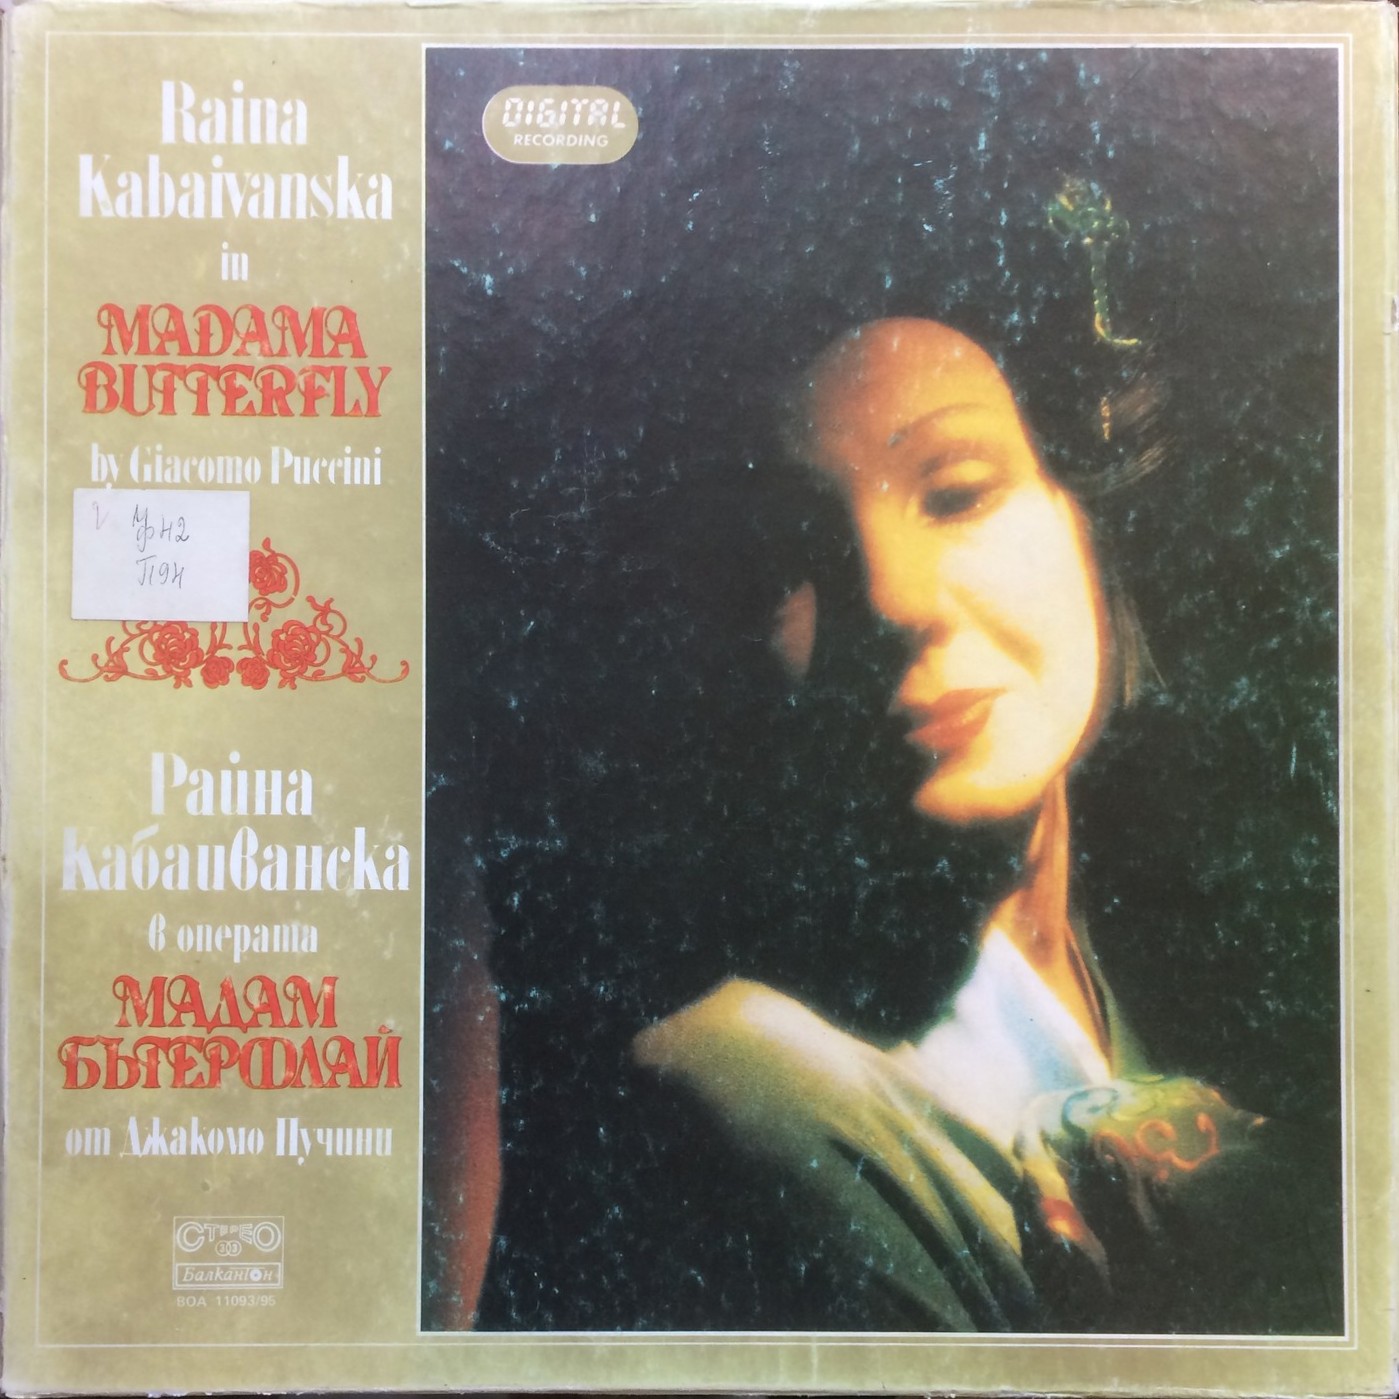 Raina
Kabaivanska
in
MADAMA
BUTTERFLY
by Giacomo Puccini
Райна
Кабаиванска
в операта
МАДАМ
БЪТЕРФЛАЙ
от Джакомо Пучини
СТЕРЕО
33
Балкантон
ВОА 11093/95
DIGITAL
RECORDING